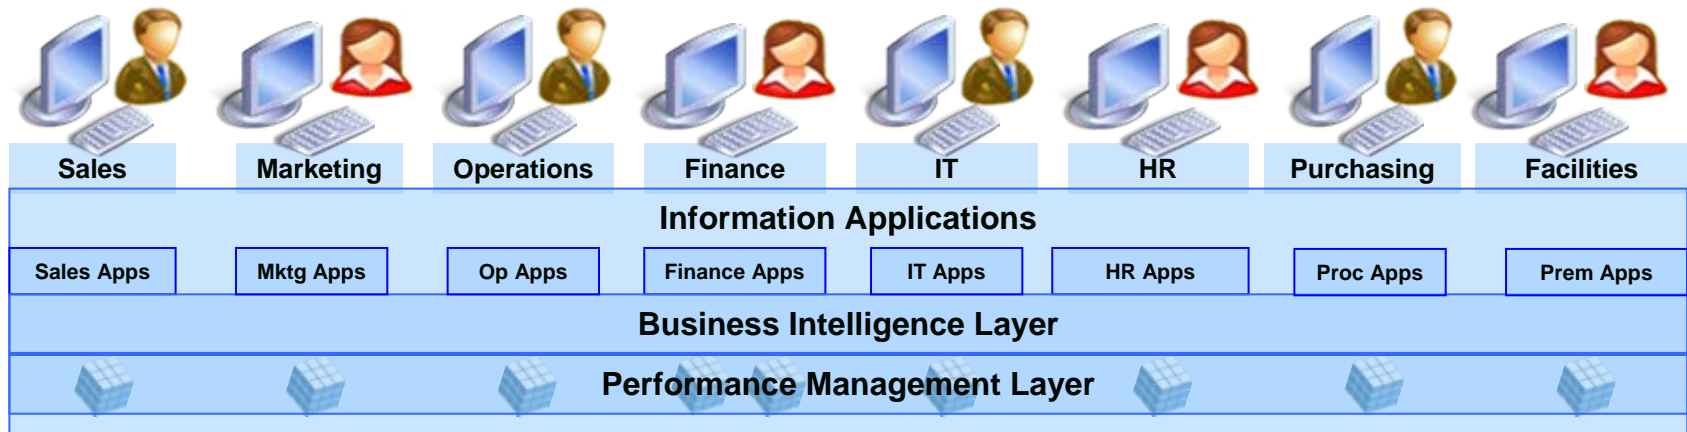 Sales Marketing Operations Finance IT HR Purchasing Facilities
Information Applications
Sales Apps Mktg Apps Op Apps Finance Apps IT Apps HR Apps Proc Apps Prem Apps
Business Intelligence Layer
Performance Management Layer